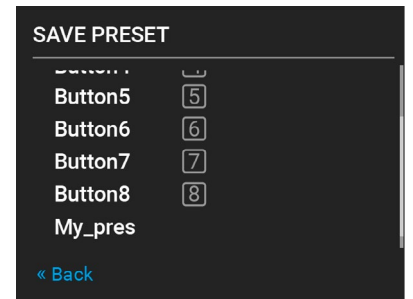 SAVE PRESET
Button5 5
Button6 6
Button7 7
Button8 8
My_pres
« Back